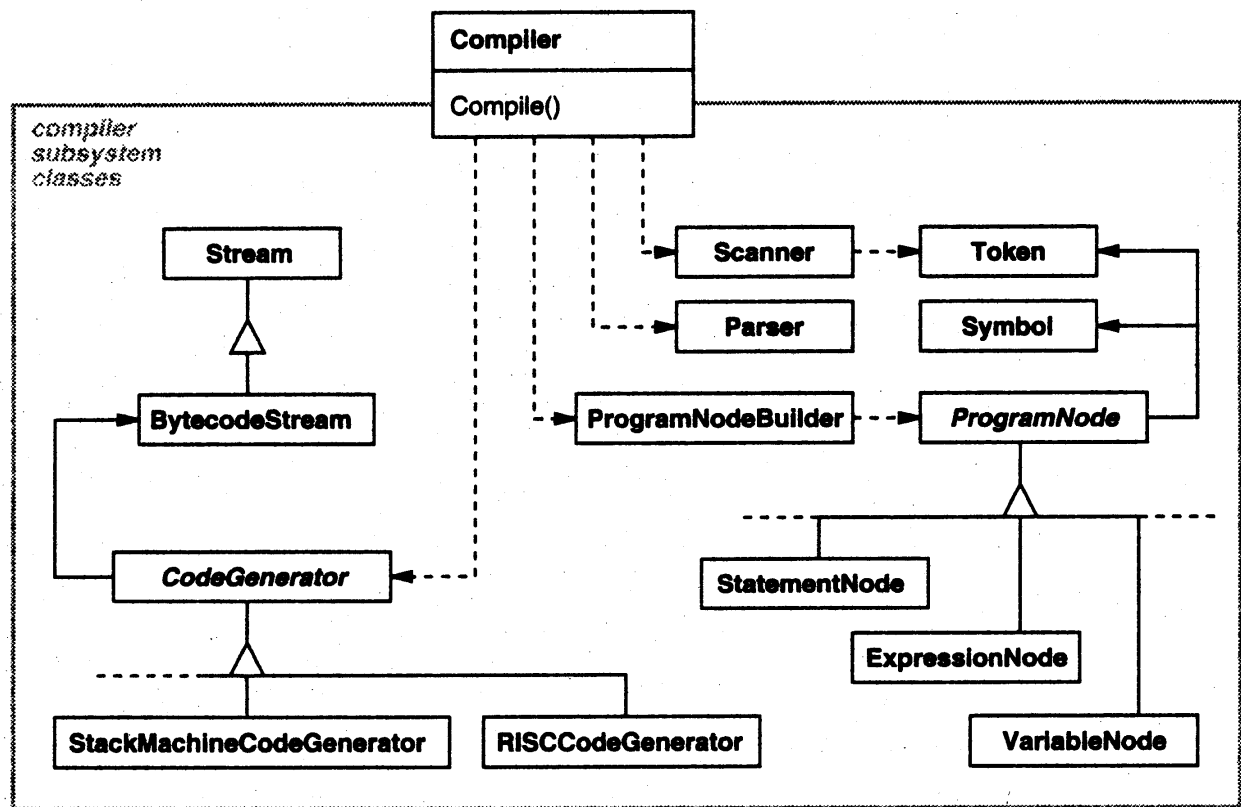 Compiler
Compile()
compiler
subsystem
classes
Stream
Scanner
Token
Parser
Symbol
BytecodeStream
ProgramNodeBuilder
ProgramNode
CodeGenerator
StatementNode
ExpressionNode
StackMachineCodeGenerator
RISCCodeGenerator
VariableNode